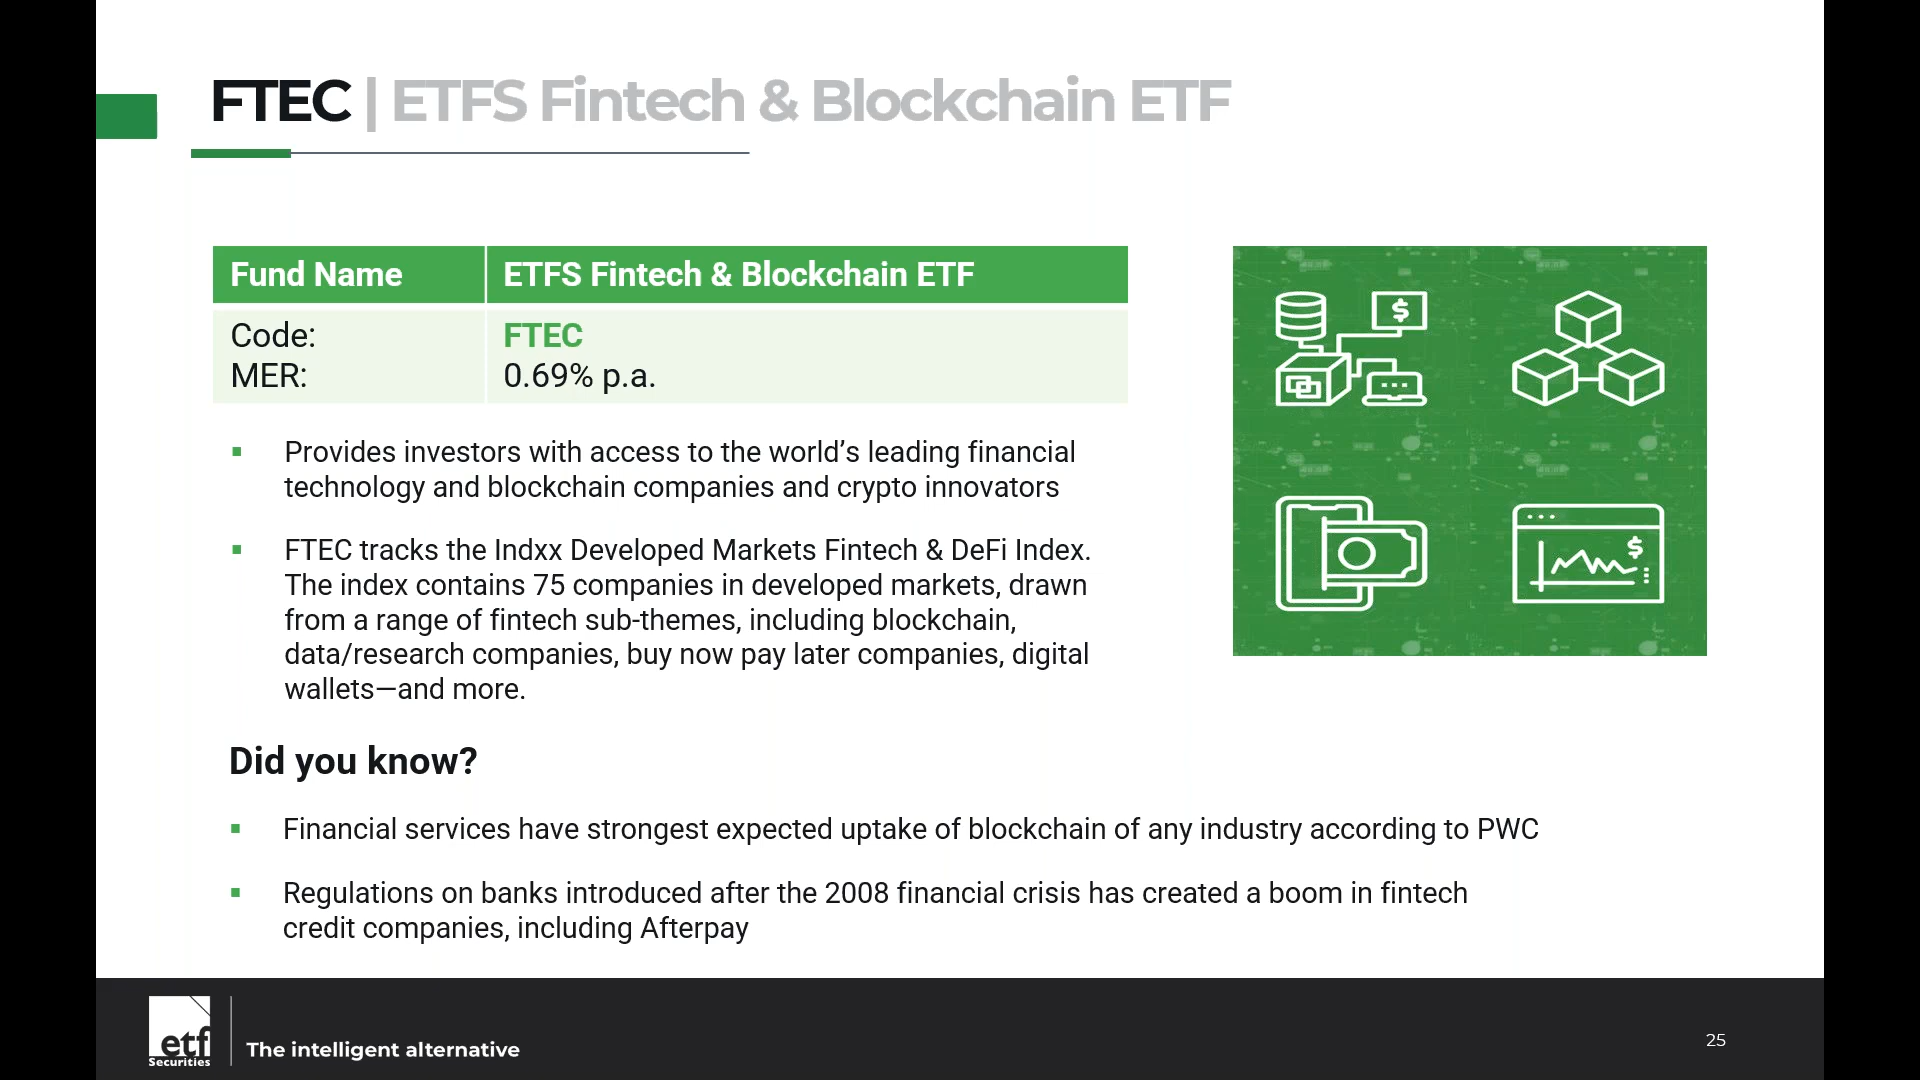 FTEC | ETFS Fintech & Blockchain ETF
Fund Name ETFS Fintech & Blockchain ETF
Code: FTEC
MER: 0.69% p.a.
Provides investors with access to the world’s leading financial
technology and blockchain companies and crypto innovators
FTEC tracks the Indxx Developed Markets Fintech & DeFi Index.
The index contains 75 companies in developed markets, drawn
from a range of fintech sub-themes, including blockchain,
data/research companies, buy now pay later companies, digital
wallets—and more.
Did you know?
Financial services have strongest expected uptake of blockchain of any industry according to PWC
Regulations on banks introduced after the 2008 financial crisis has created a boom in fintech
credit companies, including Afterpay
etf
Securities
The intelligent alternative
25